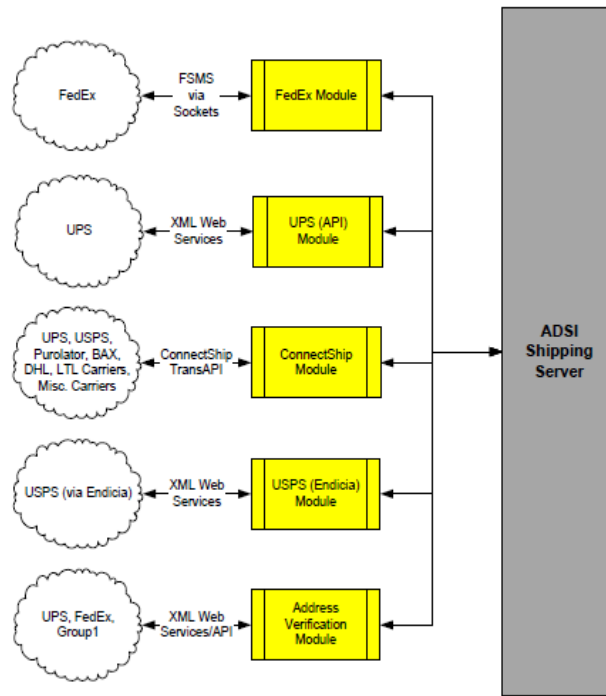 FedEx
FSMS
via
Sockets
FedEx Module
UPS
XML Web
Services
UPS (API)
Module
UPS, USPS,
Purolator, BAX,
DHL, LTL Carriers,
Misc. Carriers
ConnectShip
TransAPI
ConnectShip
Module
ADSI
Shipping
Server
USPS (via Endicia)
XML Web
Services
USPS (Endicia)
Module
UPS, FedEx,
Group1
XML Web
Services/API
Address
Verification
Module